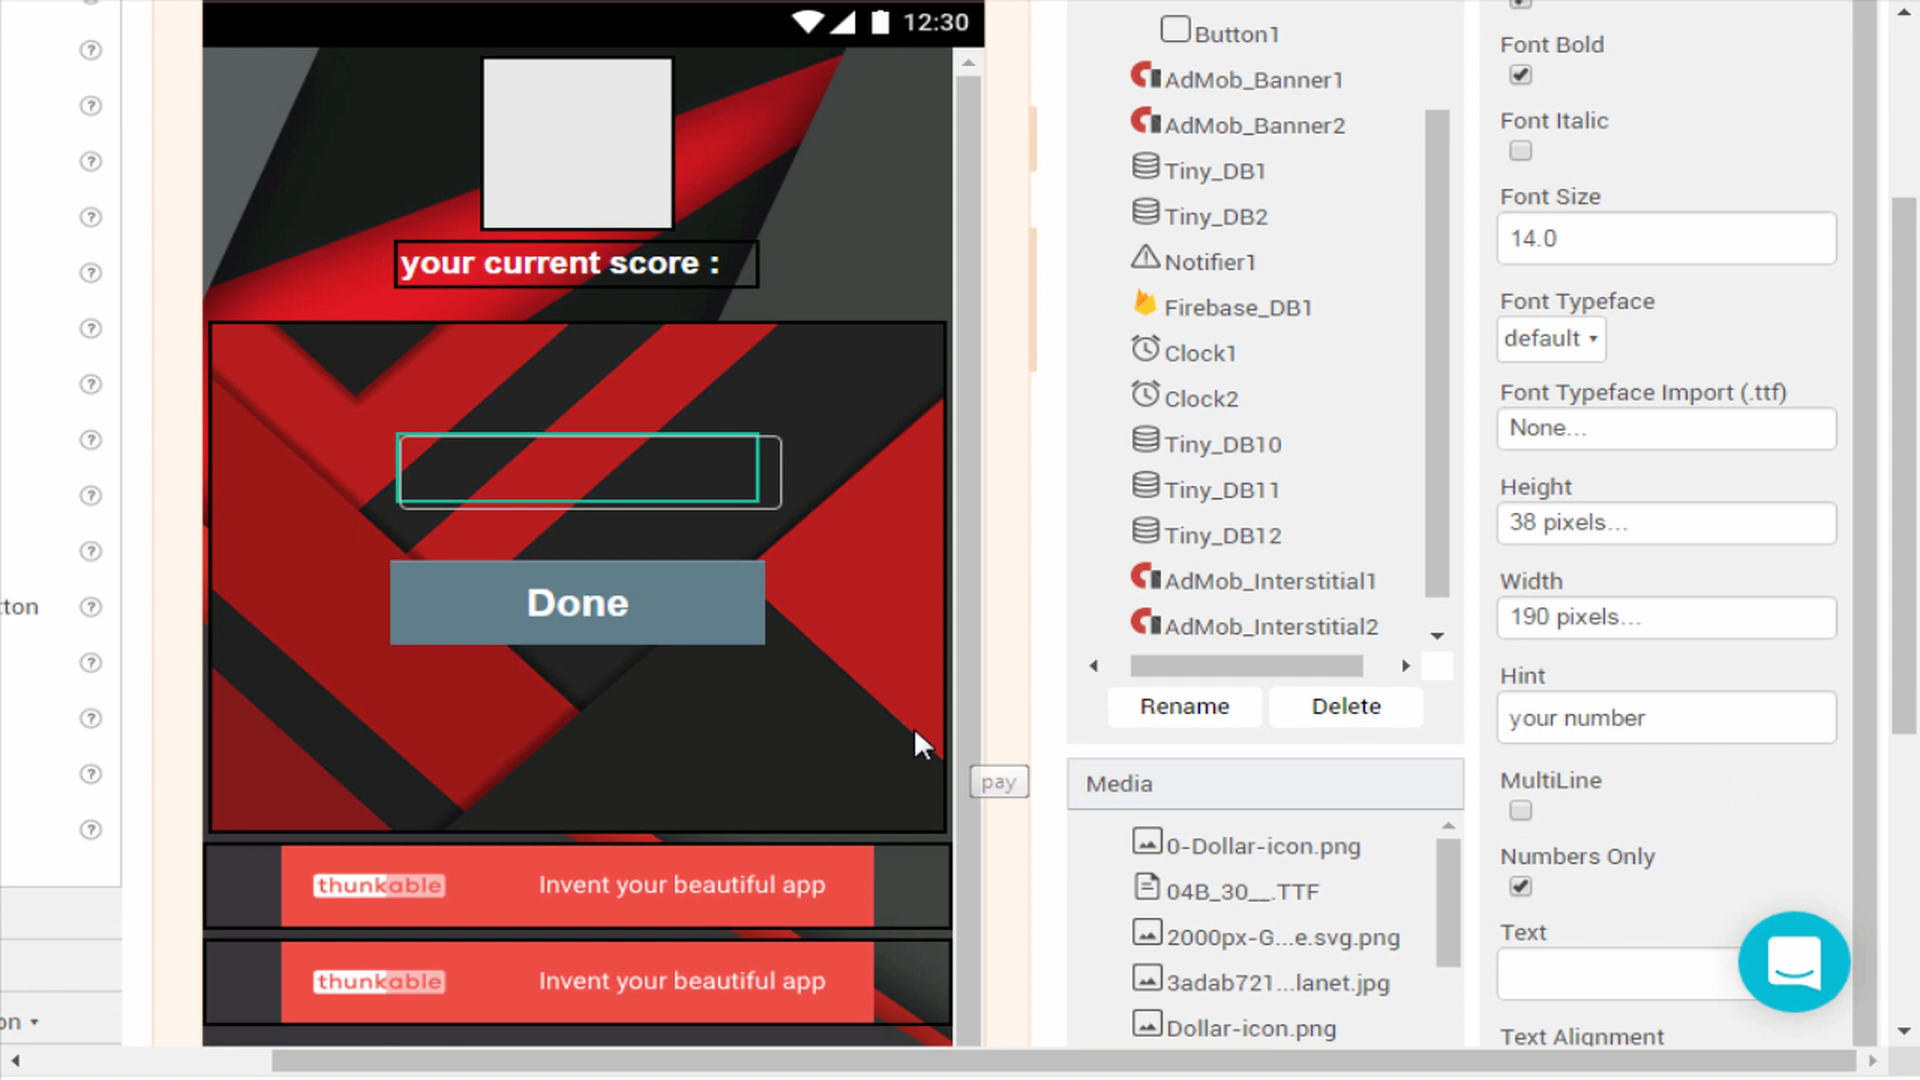 12:30
your current score :
Done
pay
thunkable
Invent your beautiful app
thunkable
Invent your beautiful app
tton
on
Button1
AdMob_Banner1
AdMob_Banner2
Tiny_DB1
Tiny_DB2
Notifier1
Firebase_DB1
Clock1
Clock2
Tiny_DB10
Tiny_DB11
Tiny_DB12
AdMob_Interstitial1
AdMob_Interstitial2
Rename
Delete
Media
0-Dollar-icon.png
04B_30__.TTF
2000px-G...e.svg.png
3adab721...lanet.jpg
Dollar-icon.png
Font Bold
Font Italic
Font Size
14.0
Font Typeface
default
Font Typeface Import (.ttf)
None...
Height
38 pixels...
Width
190 pixels...
Hint
your number
MultiLine
Numbers Only
Text
Text Alignment